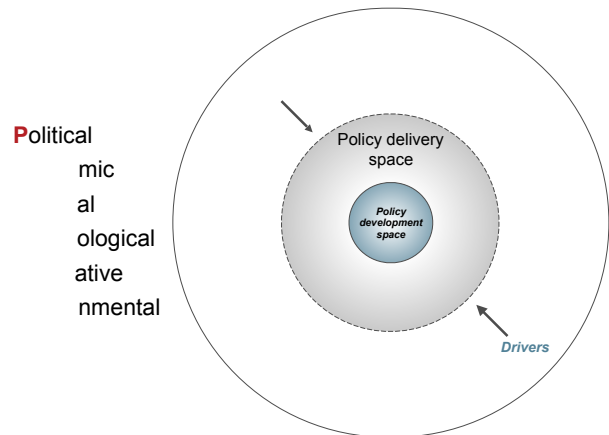 Political
mic
al
ological
ative
nmental
Policy delivery
space
Policy
development
space
Drivers